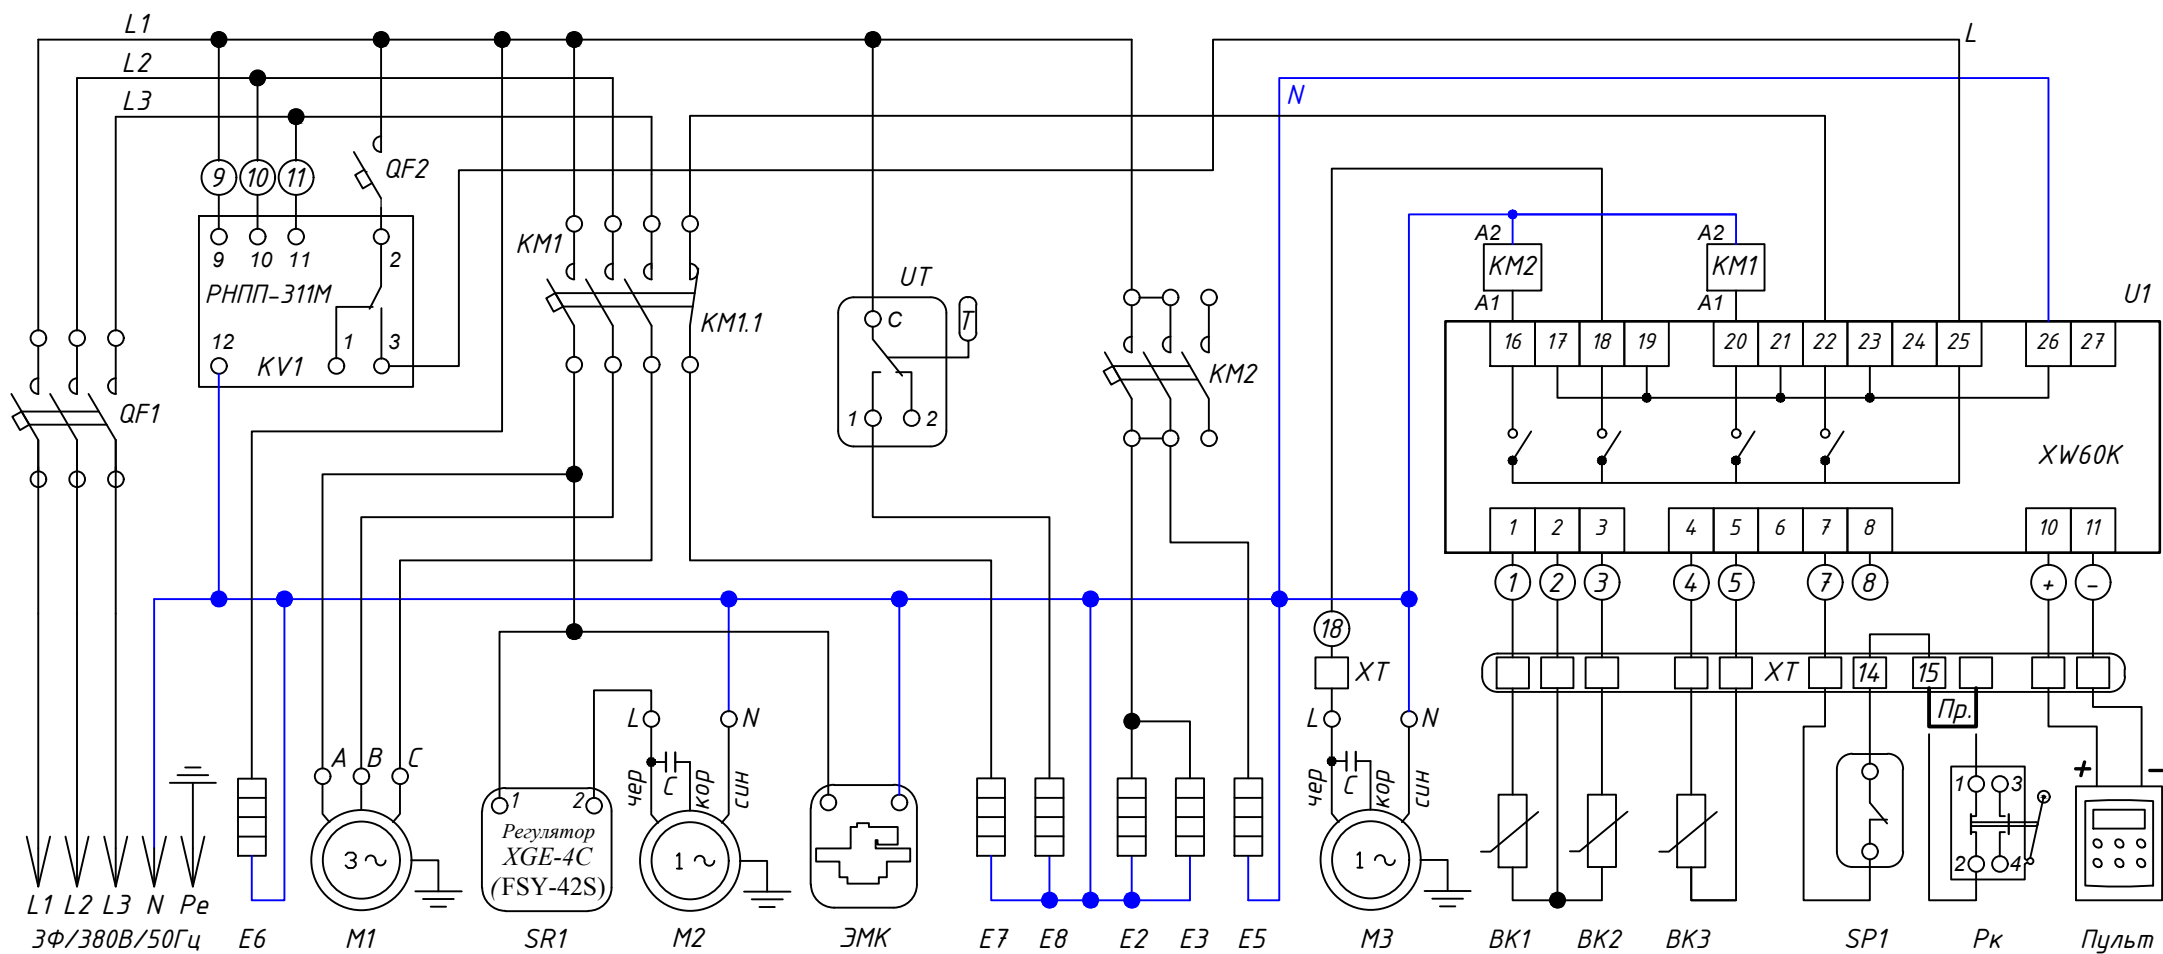 L1
L
L2
L3
N
9
10
11
QF2
9
10
11
2
РНПП-311М
12
1
3
KV1
QF1
KM1
KM1.1
UT
C
T
1
2
KM2
A2
KM2
A1
A2
KM1
A1
U1
16
17
18
19
20
21
22
23
24
25
26
27
XW60K
1
2
3
4
5
6
7
8
10
11
1
2
3
4
5
7
8
+
-
18
XT
XT
14
15
Пр.
L
N
L
N
A
B
C
C
чер
кор
син
C
чер
кор
син
1
2
Регулятор
XGE-4C
(FSY-42S)
3~
1~
1~
1
3
2
4
+
-
L1 L2 L3 N Pe
3Ф/380В/50Гц
E6
M1
SR1
M2
ЭМК
E7
E8
E2
E3
E5
M3
BK1
BK2
BK3
SP1
Рк
Пульт